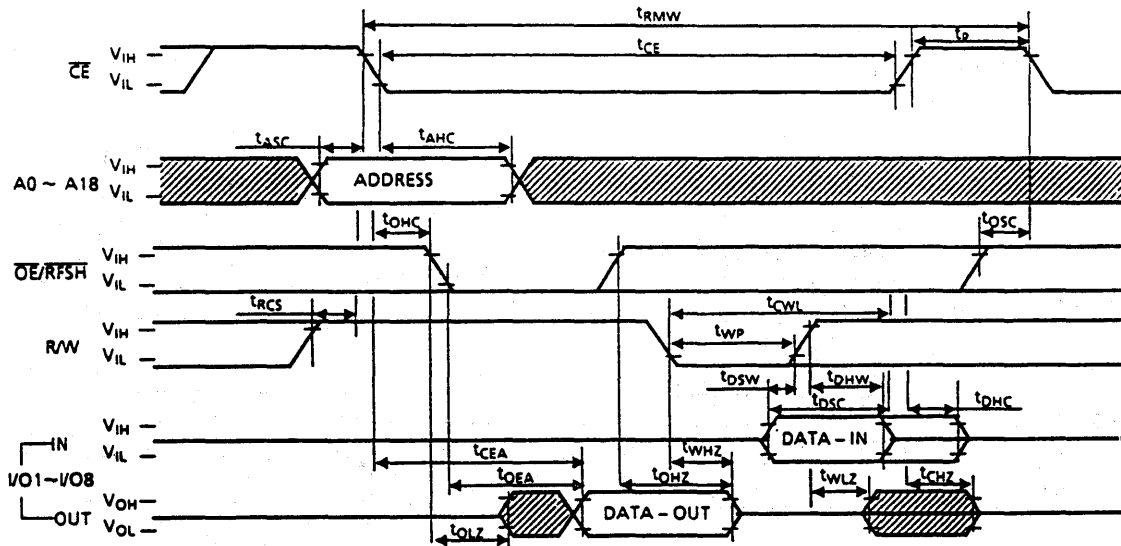 tRMW
tCE
tP
VIH
CE
VIL
tASC
tAHC
VIH
A0 ~ A18
ADDRESS
VIL
tOHC
tOSC
VIH
OE/RFSH
VIL
tRCS
tCWL
VIH
R/W
tWP
VIL
tDSW
tDHW
tDSC
tDHC
VIH
IN
DATA-IN
VIL
tCEA
tWHZ
I/O1~I/O8
tOEA
tOHZ
tWLZ
tCHZ
VOH
OUT
DATA-OUT
VOL
tOLZ